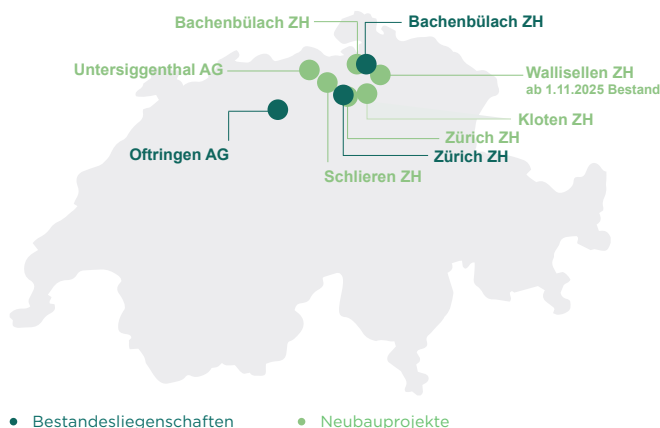 Bachenbülach ZH
Bachenbülach ZH
Untersiggenthal AG
Wallisellen ZH
ab 1.11.2025 Bestand
Kloten ZH
Zürich ZH
Oftringen AG
Zürich ZH
Schlieren ZH
Bestandesliegenschaften
Neubauprojekte